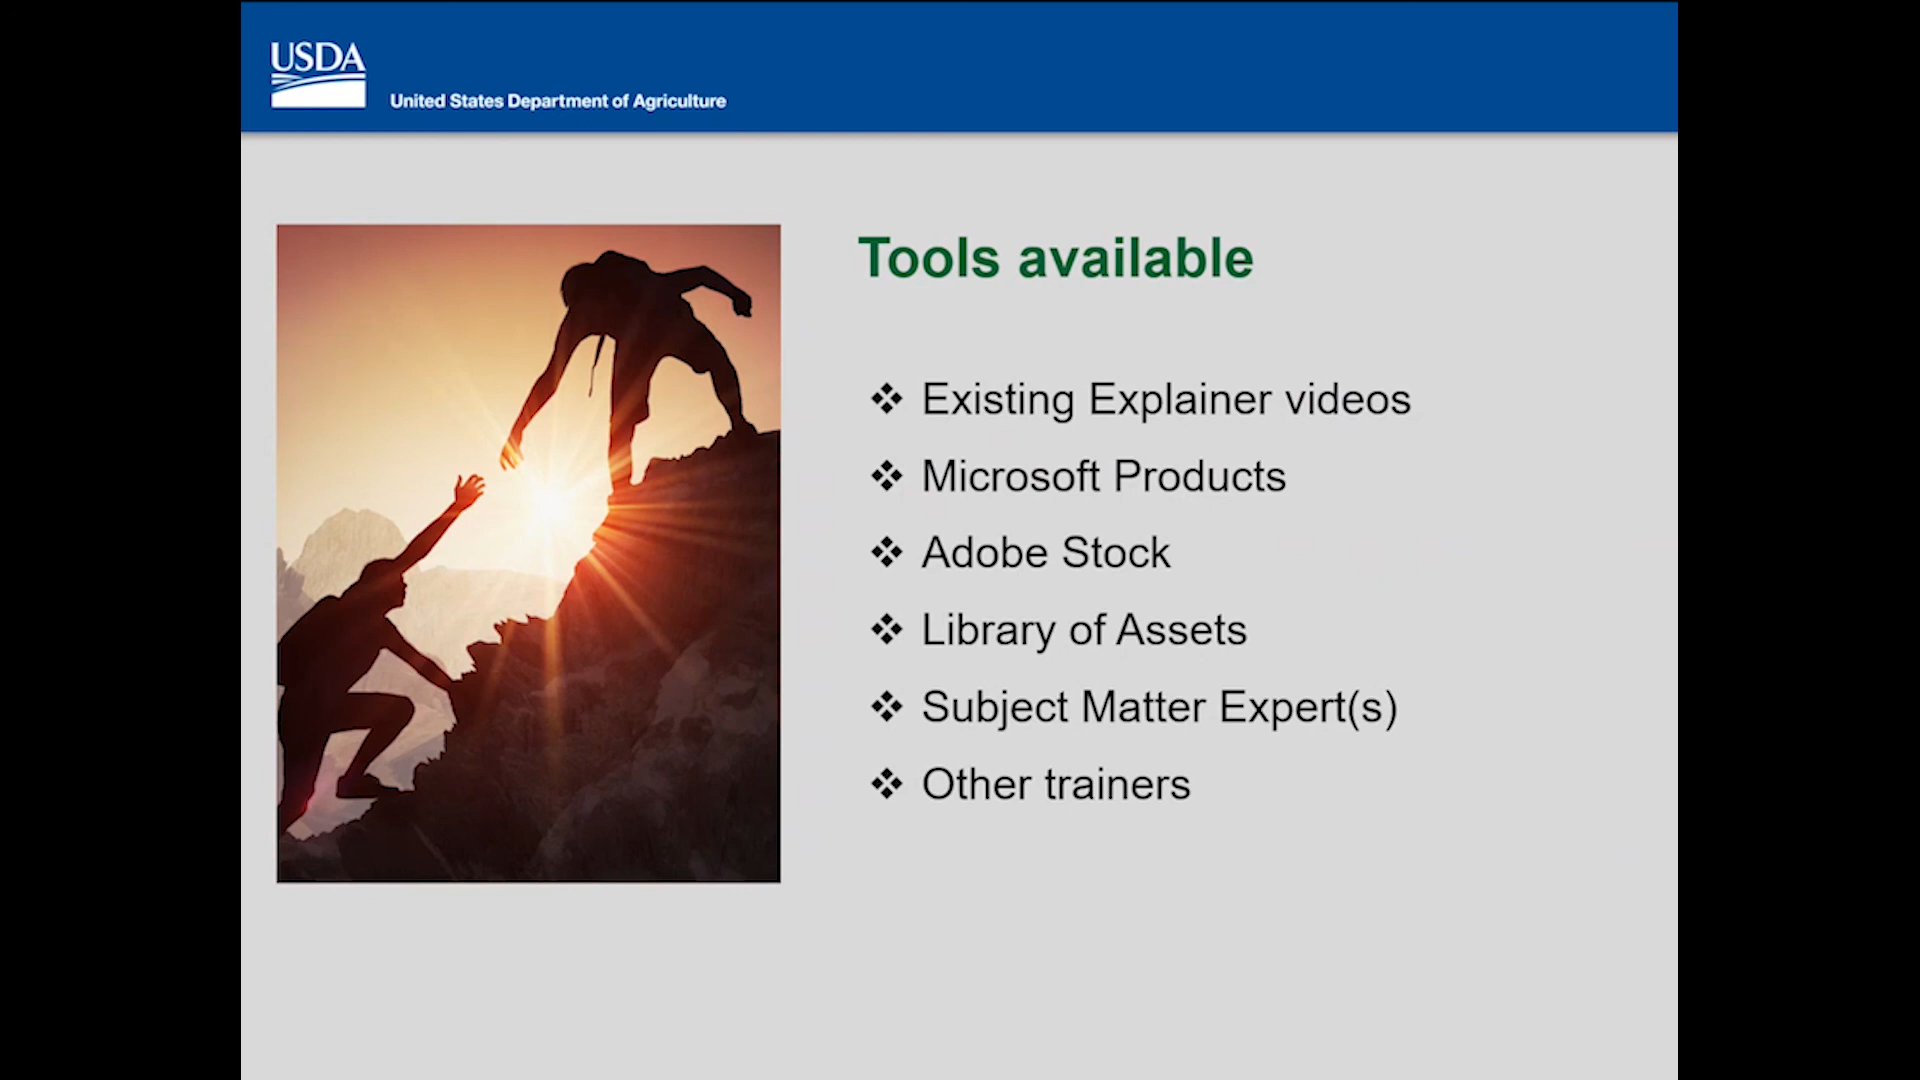 USDA
United States Department of Agriculture
Tools available
❖ Existing Explainer videos
❖ Microsoft Products
❖ Adobe Stock
❖ Library of Assets
❖ Subject Matter Expert(s)
❖ Other trainers